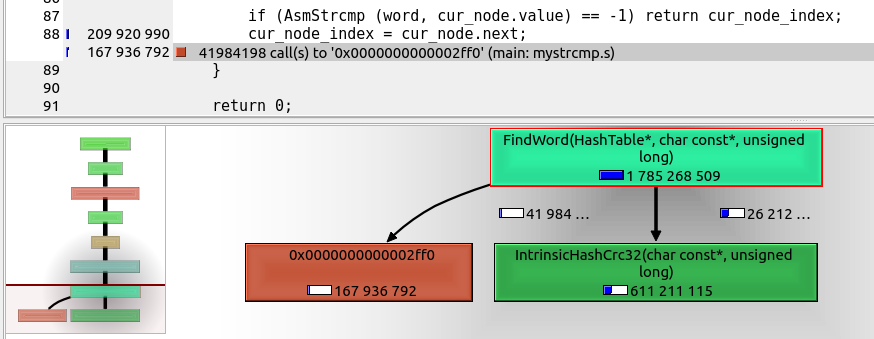 87 if (AsmStrcmp (word, cur_node.value) == -1) return cur_node_index;
88 209 920 990 cur_node_index = cur_node.next;
167 936 792 41984198 call(s) to '0x0000000000002ff0' (main: mystrcmp.s)
89 }
90
91 return 0;
FindWord(HashTable*, char const*, unsigned
long)
1 785 268 509
41 984 ...
26 212 ...
0x0000000000002ff0
167 936 792
IntrinsicHashCrc32(char const*, unsigned
long)
611 211 115